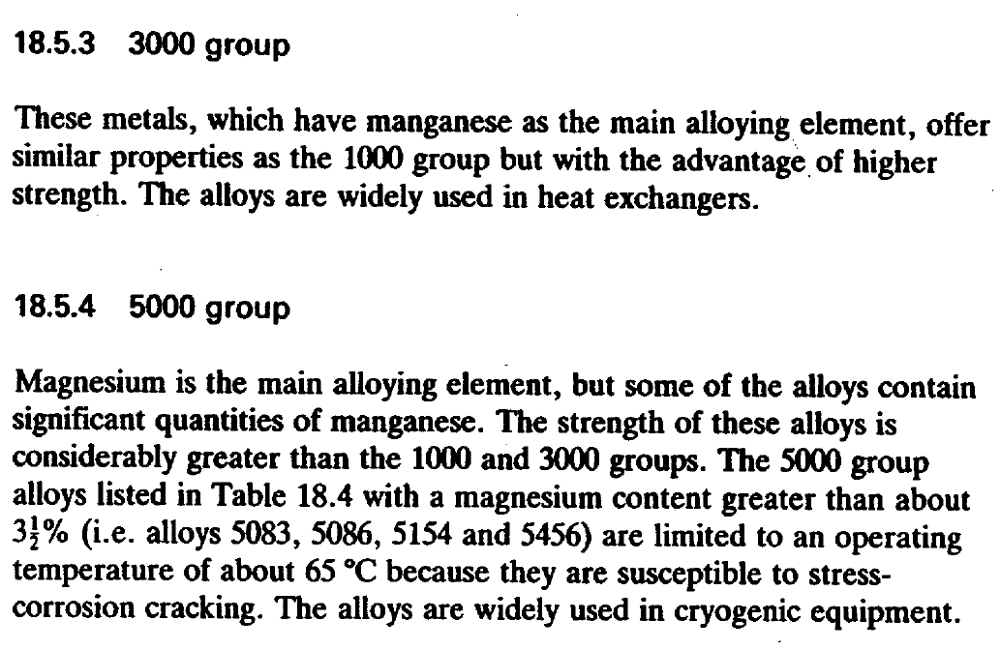 18.5.3 3000 group
These metals, which have manganese as the main alloying element, offer
similar properties as the 1000 group but with the advantage of higher
strength. The alloys are widely used in heat exchangers.
18.5.4 5000 group
Magnesium is the main alloying element, but some of the alloys contain
significant quantities of manganese. The strength of these alloys is
considerably greater than the 1000 and 3000 groups. The 5000 group
alloys listed in Table 18.4 with a magnesium content greater than about
3½% (i.e. alloys 5083, 5086, 5154 and 5456) are limited to an operating
temperature of about 65 °C because they are susceptible to stress-
corrosion cracking. The alloys are widely used in cryogenic equipment.